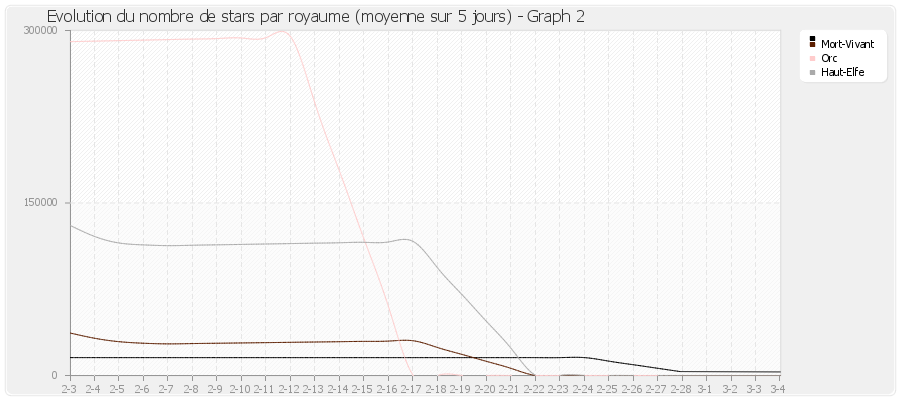 Evolution du nombre de stars par royaume (moyenne sur 5 jours) - Graph 2
300000
150000
0
2-3 2-4 2-5 2-6 2-7 2-8 2-9 2-10 2-11 2-12 2-13 2-14 2-15 2-16 2-17 2-18 2-19 2-20 2-21 2-22 2-23 2-24 2-25 2-26 2-27 2-28 3-1 3-2 3-3 3-4
Mort-Vivant
Orc
Haut-Elfe